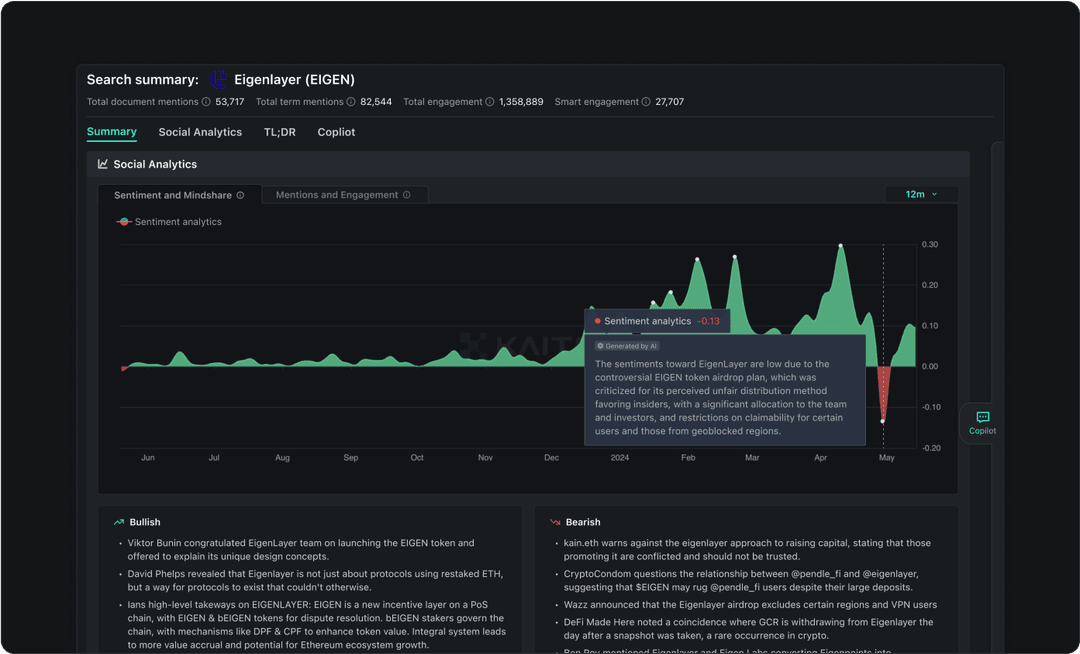 Search summary: Eigenlayer (EIGEN)
Total document mentions 53,717 Total term mentions 82,544 Total engagement 1,358,889 Smart engagement 27,707
Summary Social Analytics TL;DR Copilot
Social Analytics
Sentiment and Mindshare Mentions and Engagement 12m
Sentiment analytics
0.30
0.20
0.10
0.00
-0.10
-0.20
KAIT
Sentiment analytics -0.13
Generated by AI
The sentiments toward EigenLayer are low due to the
controversial EIGEN token airdrop plan, which was
criticized for its perceived unfair distribution method
favoring insiders, with a significant allocation to the team
and investors, and restrictions on claimability for certain
users and those from geoblocked regions.
Jun Jul Aug Sep Oct Nov Dec 2024 Feb Mar Apr May
Copilot
Bullish
• Viktor Bunin congratulated EigenLayer team on launching the EIGEN token and
offered to explain its unique design concepts.
• David Phelps revealed that Eigenlayer is not just about protocols using restaked ETH,
but a way for protocols to exist that couldn't otherwise.
• Ians high-level takeaways on EIGENLAYER: EIGEN is a new incentive layer on a PoS
chain, with EIGEN & bEIGEN tokens for dispute resolution. bEIGEN stakers govern the
chain, with mechanisms like DPF & CPF to enhance token value. Integral system leads
to more value accrual and potential for Ethereum ecosystem growth.
Bearish
• kain.eth warns against the eigenlayer approach to raising capital, stating that those
promoting it are conflicted and should not be trusted.
• CryptoCondom questions the relationship between @pendle_fi and @eigenlayer,
suggesting that $EIGEN may rug @pendle_fi users despite their large deposits.
• Wazz announced that the Eigenlayer airdrop excludes certain regions and VPN users
• DeFi Made Here noted a coincidence where GCR is withdrawing from Eigenlayer the
day after a snapshot was taken, a rare occurrence in crypto.
• Ben Roy mentioned Eigenlayer and Eigen Labs converting Eigenpoints into